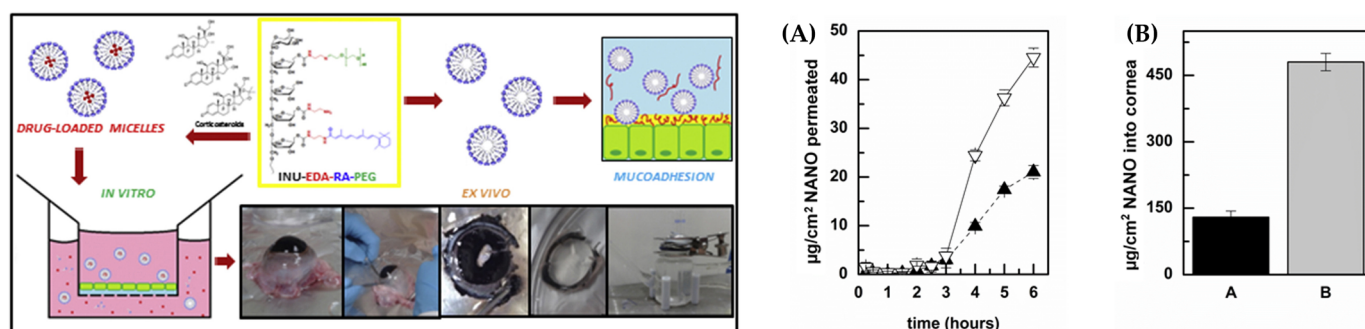 DRUG-LOADED MICELLES
Corticosteroids
INU-EDA-RA-PEG
EX VIVO
MUCOADHESION
IN VITRO
(A)
µg/cm² NANO permeated
50
40
30
20
10
0
0 1 2 3 4 5 6
time (hours)
(B)
µg/cm² NANO into cornea
450
300
150
0
A B